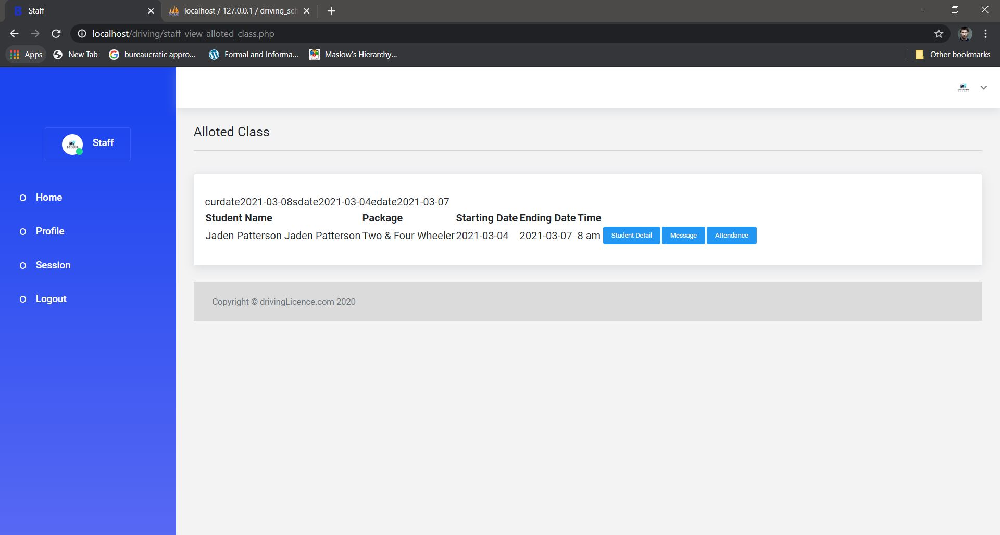 Staff
localhost / 127.0.0.1 / driving_sch
localhost/driving/staff_view_alloted_class.php
Apps New Tab bureaucratic appro... Formal and Informa... Maslow's Hierarchy... Other bookmarks
Staff
Home
Profile
Session
Logout
Alloted Class
curdate2021-03-08sdate2021-03-04edate2021-03-07
Student Name Package Starting Date Ending Date Time
Jaden Patterson Jaden Patterson Two & Four Wheeler 2021-03-04 2021-03-07 8 am Student Detail Message Attendance
Copyright © drivingLicence.com 2020